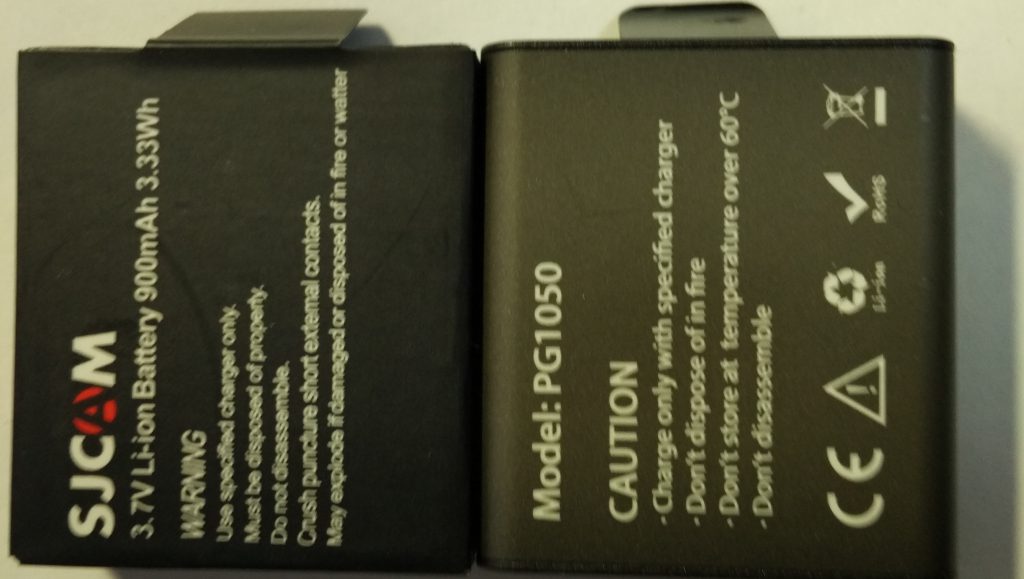 SJCAM
3.7V Li-ion Battery 900mAh 3.33Wh
WARNING
Use specified charger only.
Must be disposed of properly.
Do not disssemble.
Crush puncture short external contacts.
May explode if damaged or disposed of in fire or watter
Model: PG1050
CAUTION
· Charge only with specified charger
· Don't dispose of in fire
· Don't store at temperature over 60°C
· Don't disassemble
CE
Li-ion
RoHS